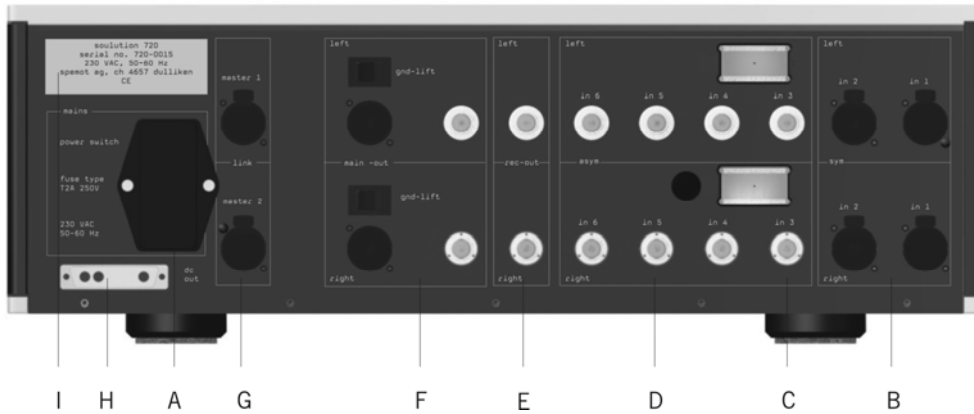 soulution 720
serial no. 720-0015
230 VAC, 50-60 Hz
spemot ag, ch 4657 dulliken
CE
mains
power switch
fuse type
T2A 250V
230 VAC
50-60 Hz
dc
out
master 1
link
master 2
left
gnd-lift
main -out
gnd-lift
right
left
rec-out
right
left
in 6
in 5
in 4
in 3
asym
in 6
in 5
in 4
in 3
left
in 2
in 1
sym
in 2
in 1
right
I H A G F E D C B